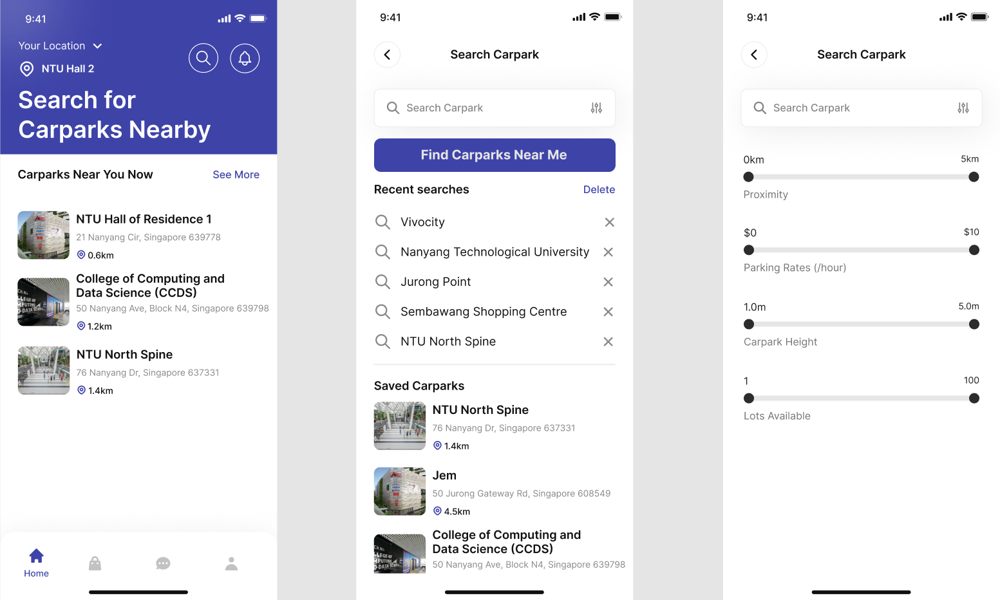 9:41
Your Location
NTU Hall 2
Search for
Carparks Nearby
Carparks Near You Now
See More
NTU Hall of Residence 1
21 Nanyang Cir, Singapore 639778
0.6km
College of Computing and
Data Science (CCDS)
50 Nanyang Ave, Block N4, Singapore 639798
1.2km
NTU North Spine
76 Nanyang Dr, Singapore 637331
1.4km
Home
9:41
Search Carpark
Search Carpark
Find Carparks Near Me
Recent searches
Delete
Vivocity
Nanyang Technological University
Jurong Point
Sembawang Shopping Centre
NTU North Spine
Saved Carparks
NTU North Spine
76 Nanyang Dr, Singapore 637331
1.4km
Jem
50 Jurong Gateway Rd, Singapore 608549
4.5km
College of Computing and
Data Science (CCDS)
50 Nanyang Ave, Block N4, Singapore 639798
9:41
Search Carpark
Search Carpark
0km
5km
Proximity
$0
$10
Parking Rates (/hour)
1.0m
5.0m
Carpark Height
1
100
Lots Available